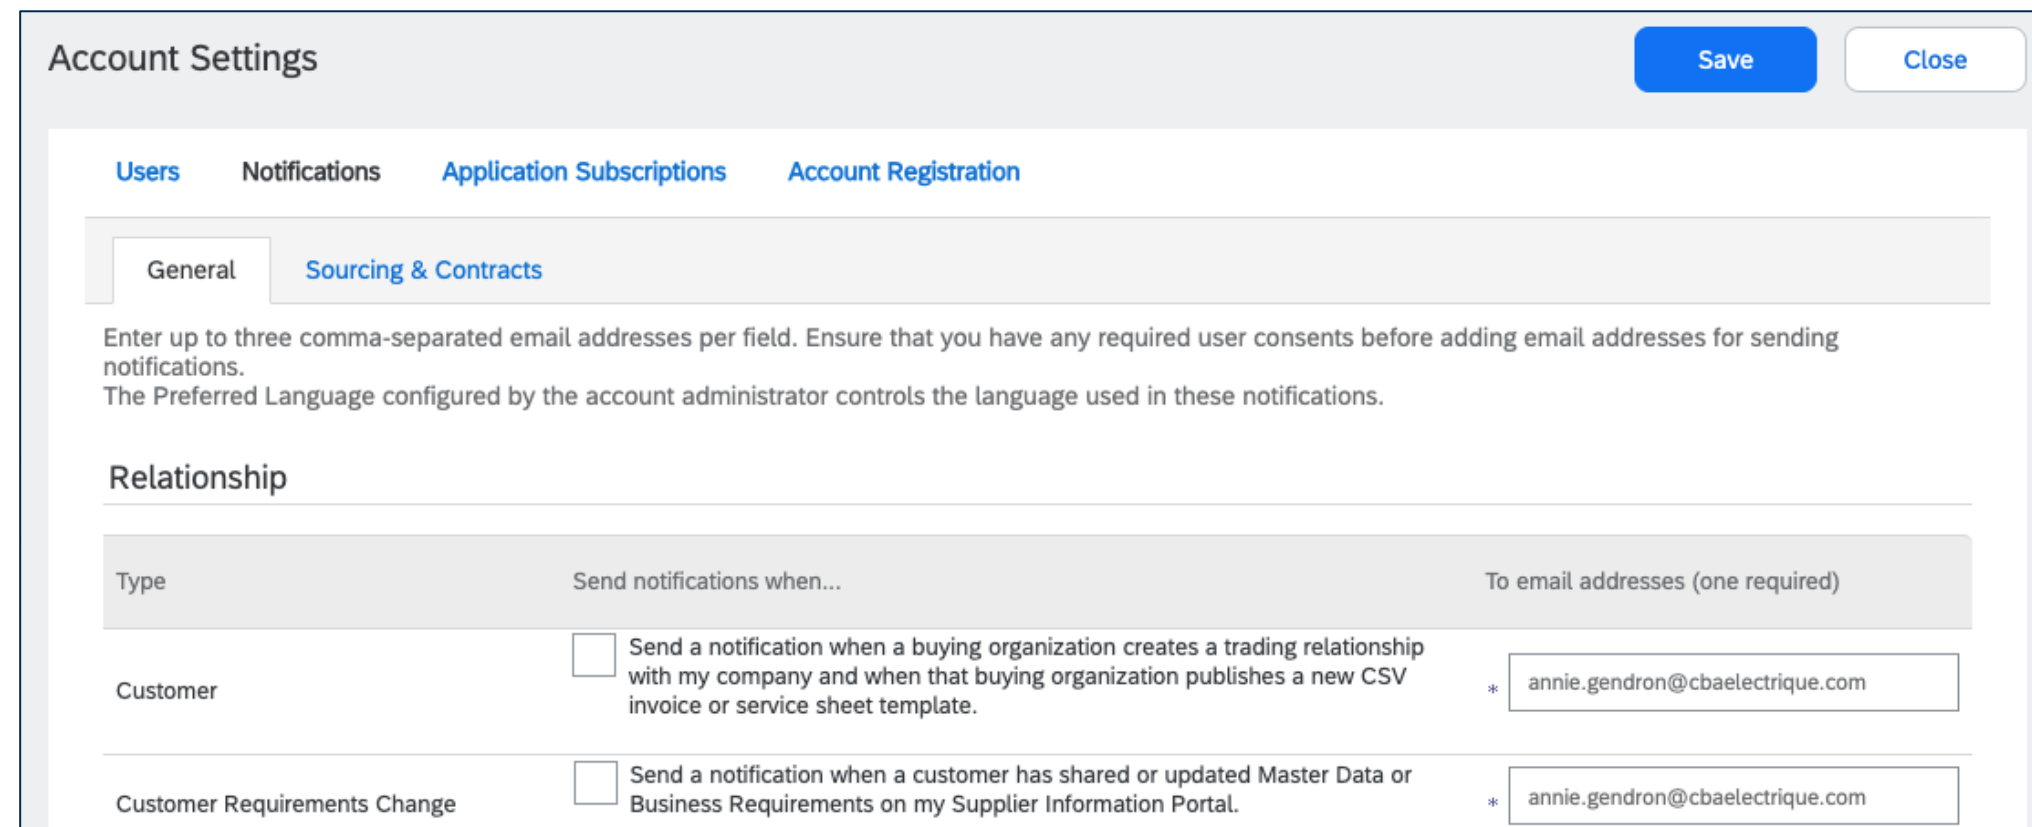 Account Settings
Save
Close
Users
Notifications
Application Subscriptions
Account Registration
General
Sourcing & Contracts
Enter up to three comma-separated email addresses per field. Ensure that you have any required user consents before adding email addresses for sending
notifications.
The Preferred Language configured by the account administrator controls the language used in these notifications.
Relationship
Type
Send notifications when...
To email addresses (one required)
Customer
Send a notification when a buying organization creates a trading relationship
with my company and when that buying organization publishes a new CSV
invoice or service sheet template.
* annie.gendron@cbaelectrique.com
Customer Requirements Change
Send a notification when a customer has shared or updated Master Data or
Business Requirements on my Supplier Information Portal.
* annie.gendron@cbaelectrique.com